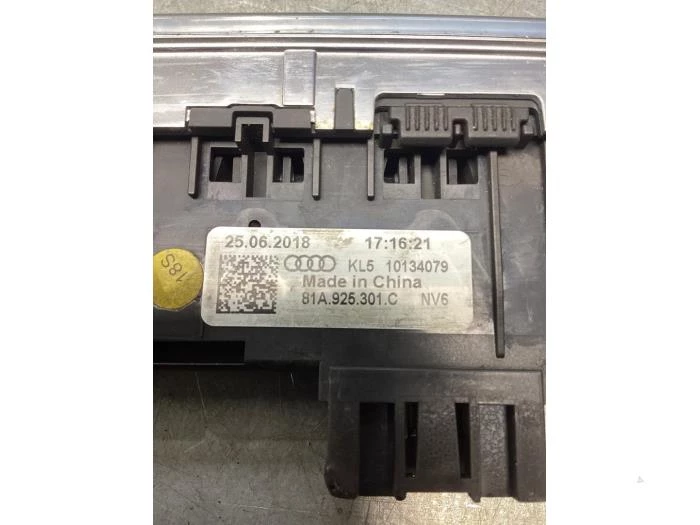 25.06.2018 17:16:21
KL5 10134079
Made in China
81A.925.301.C NV6
18S